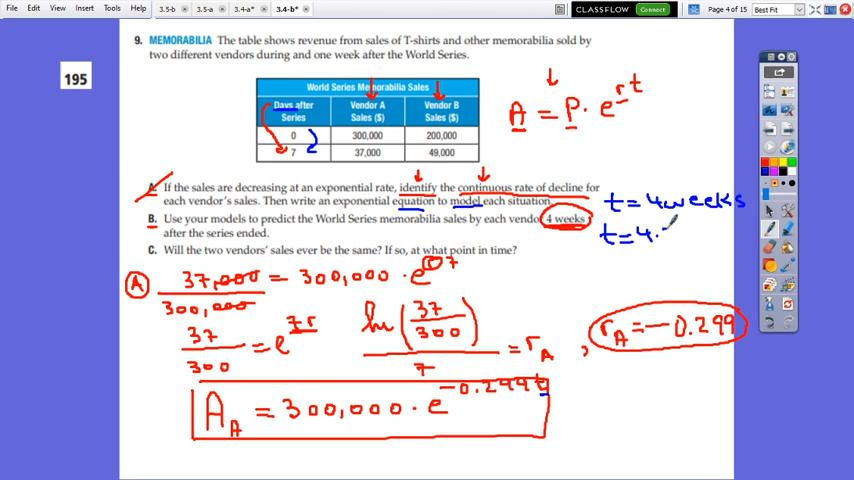 File Edit View Insert Tools Help
3.5-b 3.5-a 3.4-a* 3.4-b*
CLASSFLOW Connect Page 4 of 15 Best Fit
195
9. MEMORABILIA The table shows revenue from sales of T-shirts and other memorabilia sold by
two different vendors during and one week after the World Series.
World Series Memorabilia Sales
Days after Series Vendor A Sales ($) Vendor B Sales ($)
0 300,000 200,000
7 37,000 49,000
A = P · e^rt
A. If the sales are decreasing at an exponential rate, identify the continuous rate of decline for
each vendor's sales. Then write an exponential equation to model each situation.
B. Use your models to predict the World Series memorabilia sales by each vendor 4 weeks
after the series ended.
C. Will the two vendors' sales ever be the same? If so, at what point in time?
t = 4 weeks
t = 4.
A 37,000 = 300,000 · e^7
300,000
37/300 = e^7r
ln(37/300)/7 = rA , rA = -0.299
AA = 300,000 · e^-0.299t